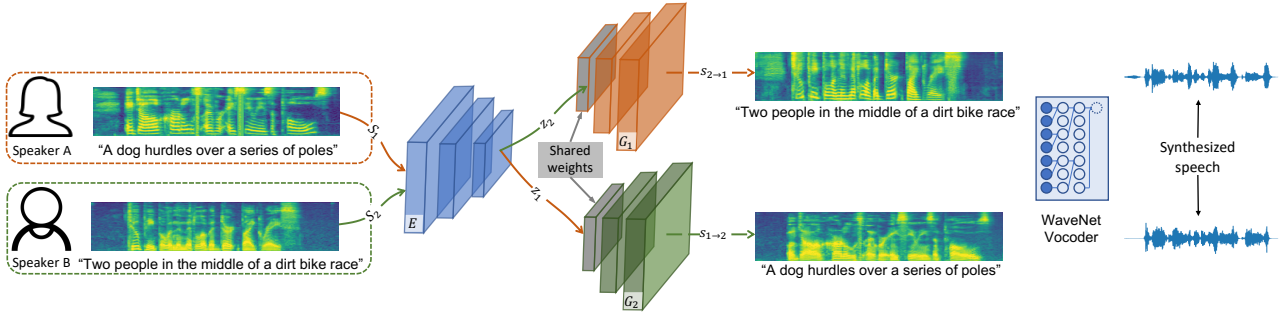 Speaker A
"A dog hurdles over a series of poles"
S₁
Speaker B
"Two people in the middle of a dirt bike race"
S₂
E
z₂
z₁
Shared
weights
G₁
G₂
s₂→₁
"Two people in the middle of a dirt bike race"
s₁→₂
"A dog hurdles over a series of poles"
WaveNet
Vocoder
Synthesized
speech